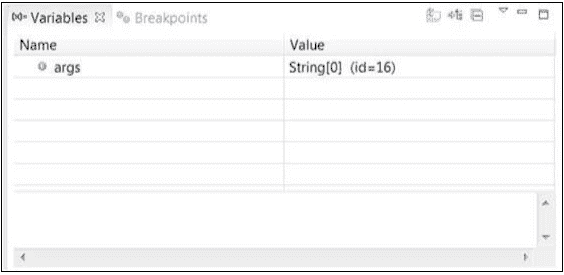 Variables Breakpoints
Name Value
args String[0] (id=16)